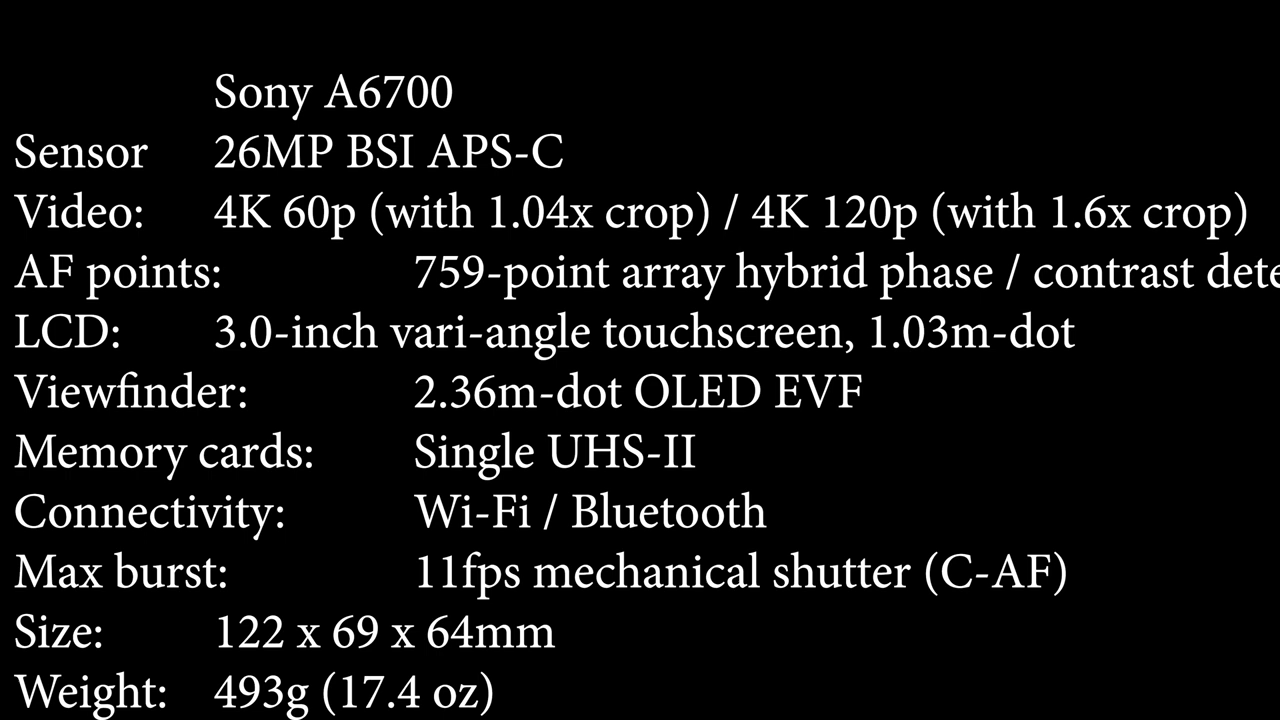 Sony A6700
Sensor 26MP BSI APS-C
Video: 4K 60p (with 1.04x crop) / 4K 120p (with 1.6x crop)
AF points: 759-point array hybrid phase / contrast dete
LCD: 3.0-inch vari-angle touchscreen, 1.03m-dot
Viewfinder: 2.36m-dot OLED EVF
Memory cards: Single UHS-II
Connectivity: Wi-Fi / Bluetooth
Max burst: 11fps mechanical shutter (C-AF)
Size: 122 x 69 x 64mm
Weight: 493g (17.4 oz)